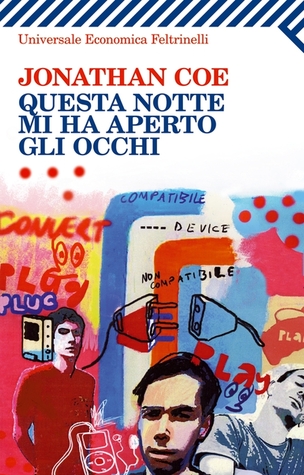 Universale Economica Feltrinelli
JONATHAN COE
QUESTA NOTTE
MI HA APERTO
GLI OCCHI
COMPATIBILE
CONVERT
DEVICE
PLAY
NON
COMPATIBILE
PLUG
PLAY